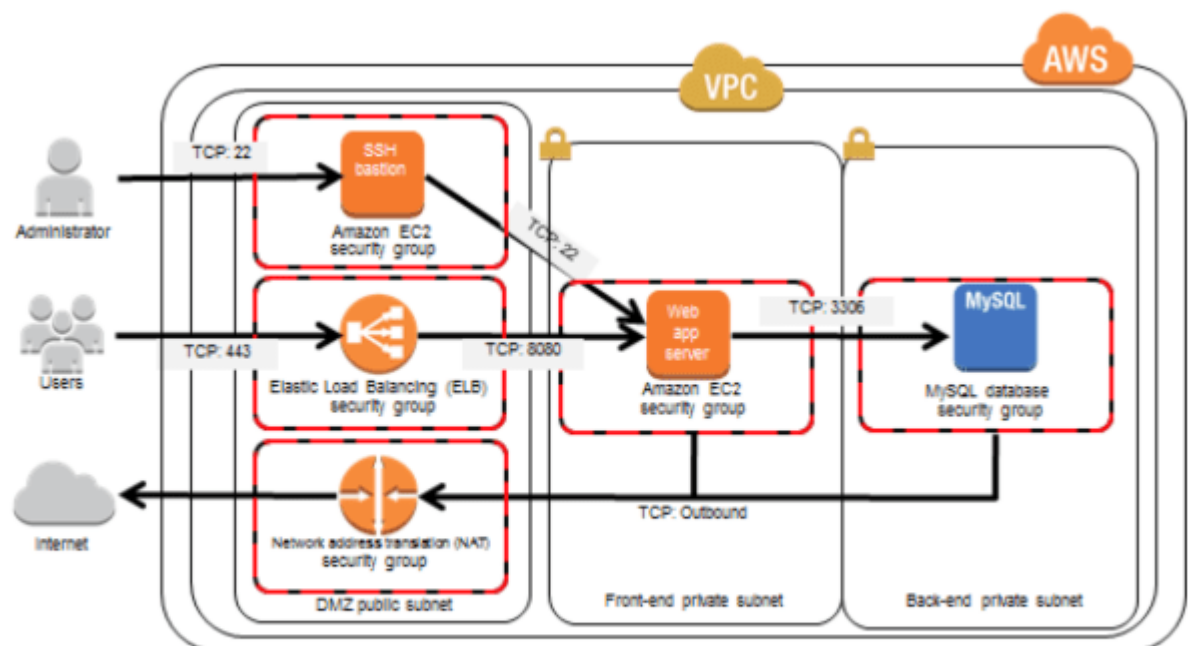 AWS
VPC
TCP: 22
SSH
bastion
Administrator
Amazon EC2
security group
TCP: 22
Web
app
server
TCP: 3306
MySQL
TCP: 443
TCP: 8080
Users
Elastic Load Balancing (ELB)
security group
Amazon EC2
security group
MySQL database
security group
TCP: Outbound
Internet
Network address translation (NAT)
security group
DMZ public subnet
Front-end private subnet
Back-end private subnet